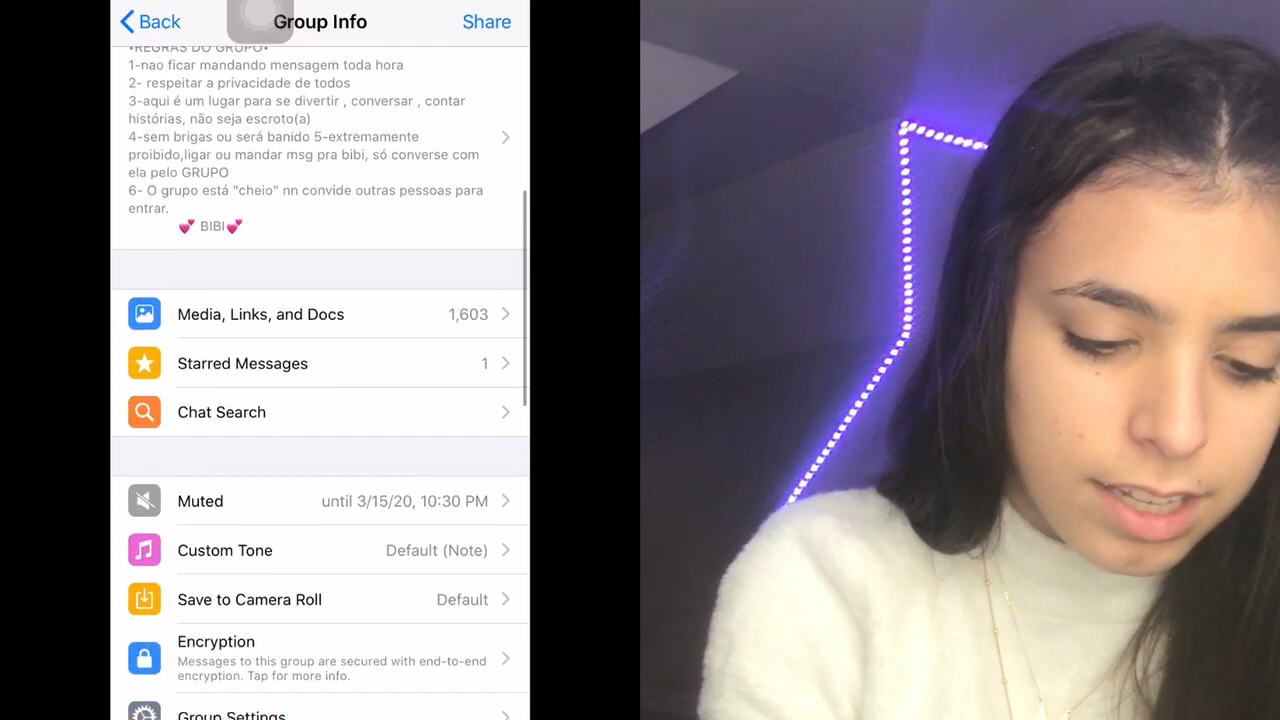 Back
Group Info
Share
•REGRAS DO GRUPO•
1-nao ficar mandando mensagem toda hora
2- respeitar a privacidade de todos
3-aqui é um lugar para se divertir , conversar , contar
histórias, não seja escroto(a)
4-sem brigas ou será banido 5-extremamente
proibido,ligar ou mandar msg pra bibi, só converse com
ela pelo GRUPO
6- O grupo está "cheio" nn convide outras pessoas para
entrar.
💕 BIBI💕
Media, Links, and Docs
1,603
Starred Messages
1
Chat Search
Muted
until 3/15/20, 10:30 PM
Custom Tone
Default (Note)
Save to Camera Roll
Default
Encryption
Messages to this group are secured with end-to-end
encryption. Tap for more info.
Group Settings